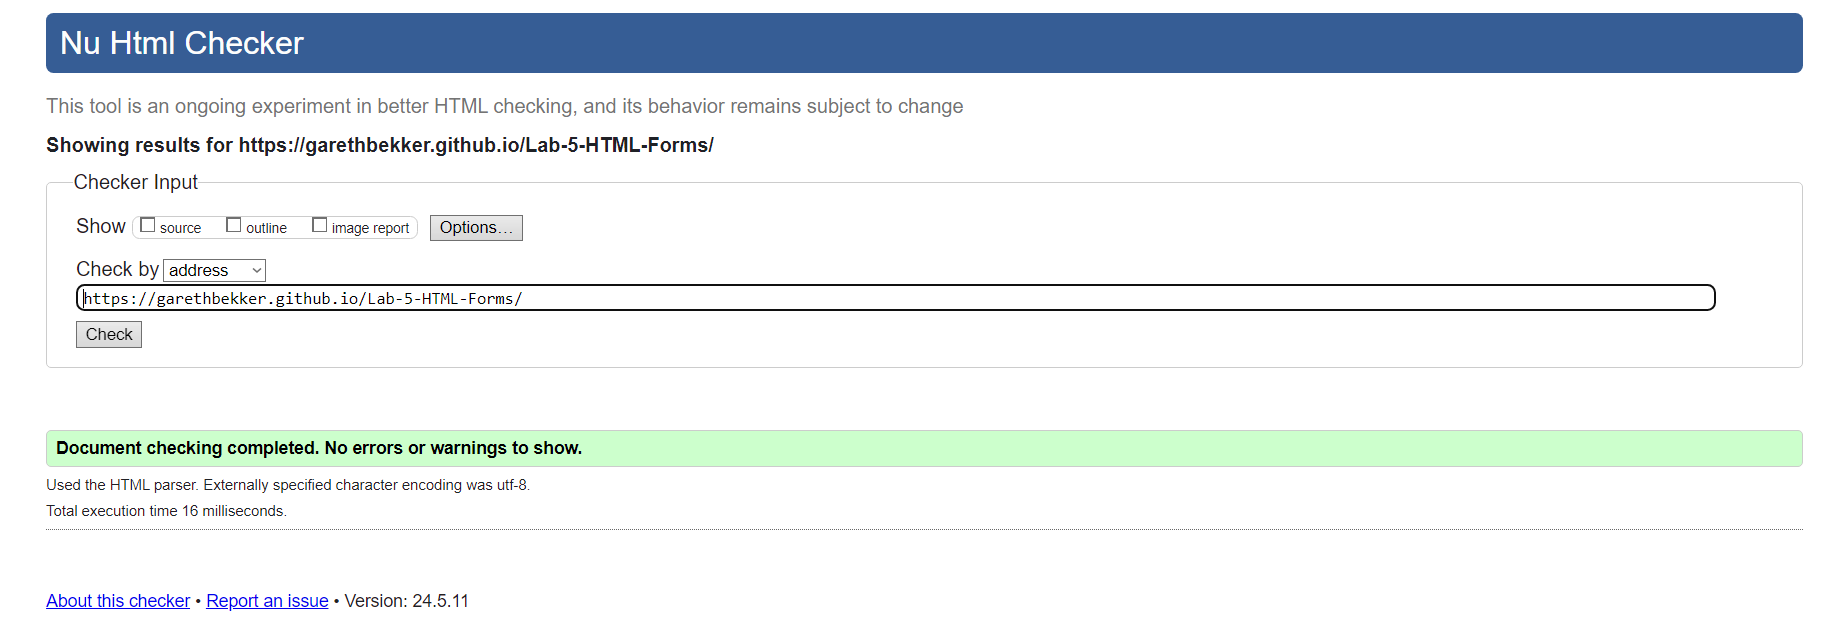 Nu Html Checker
This tool is an ongoing experiment in better HTML checking, and its behavior remains subject to change
Showing results for https://garethbekker.github.io/Lab-5-HTML-Forms/
Checker Input
Show source outline image report Options...
Check by address
https://garethbekker.github.io/Lab-5-HTML-Forms/
Check
Document checking completed. No errors or warnings to show.
Used the HTML parser. Externally specified character encoding was utf-8.
Total execution time 16 milliseconds.
About this checker • Report an issue • Version: 24.5.11